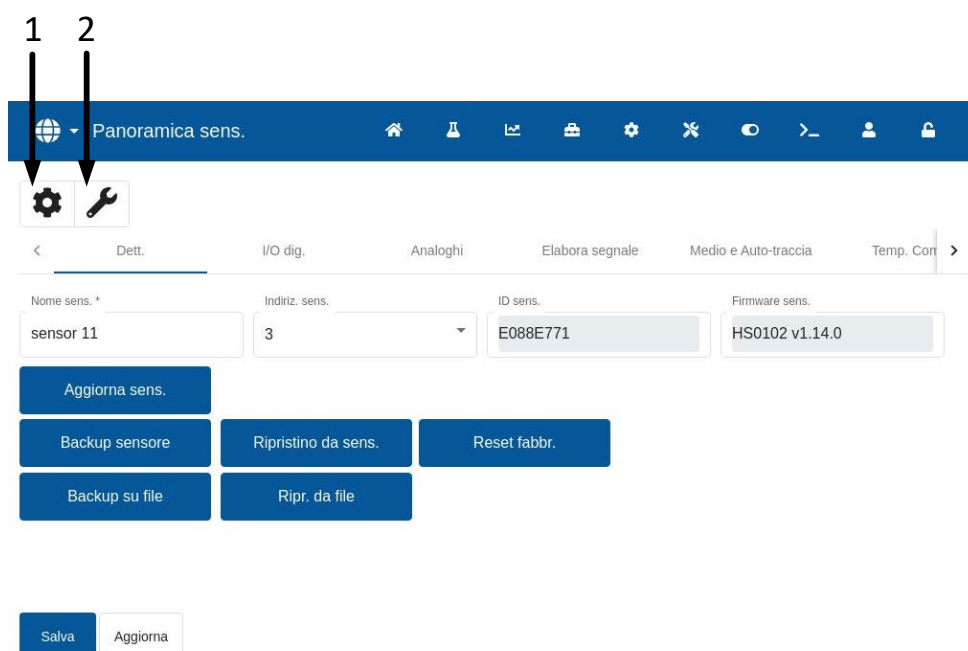 1 2
Panoramica sens.
Dett. I/O dig. Analoghi Elabora segnale Medio e Auto-traccia Temp. Com
Nome sens. * Indiriz. sens. ID sens. Firmware sens.
sensor 11 3 E088E771 HS0102 v1.14.0
Aggiorna sens.
Backup sensore Ripristino da sens. Reset fabbr.
Backup su file Ripr. da file
Salva Aggiorna